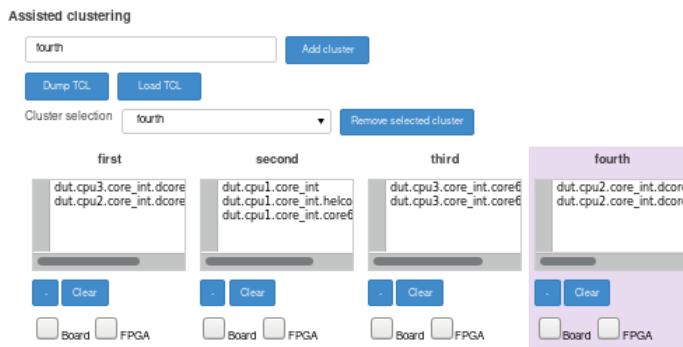 Assisted clustering
fourth
Add cluster
Dump TCL
Load TCL
Cluster selection
fourth
Remove selected cluster
first
second
third
fourth
dut.cpu3.core_int.dcore
dut.cpu2.core_int.dcore
dut.cpu1.core_int
dut.cpu1.core_int.helco
dut.cpu1.core_int.core6
dut.cpu3.core_int.core6
dut.cpu3.core_int.core6
dut.cpu2.core_int.dcor
dut.cpu2.core_int.dcor
- Clear
- Clear
- Clear
- Clear
Board FPGA
Board FPGA
Board FPGA
Board FPGA